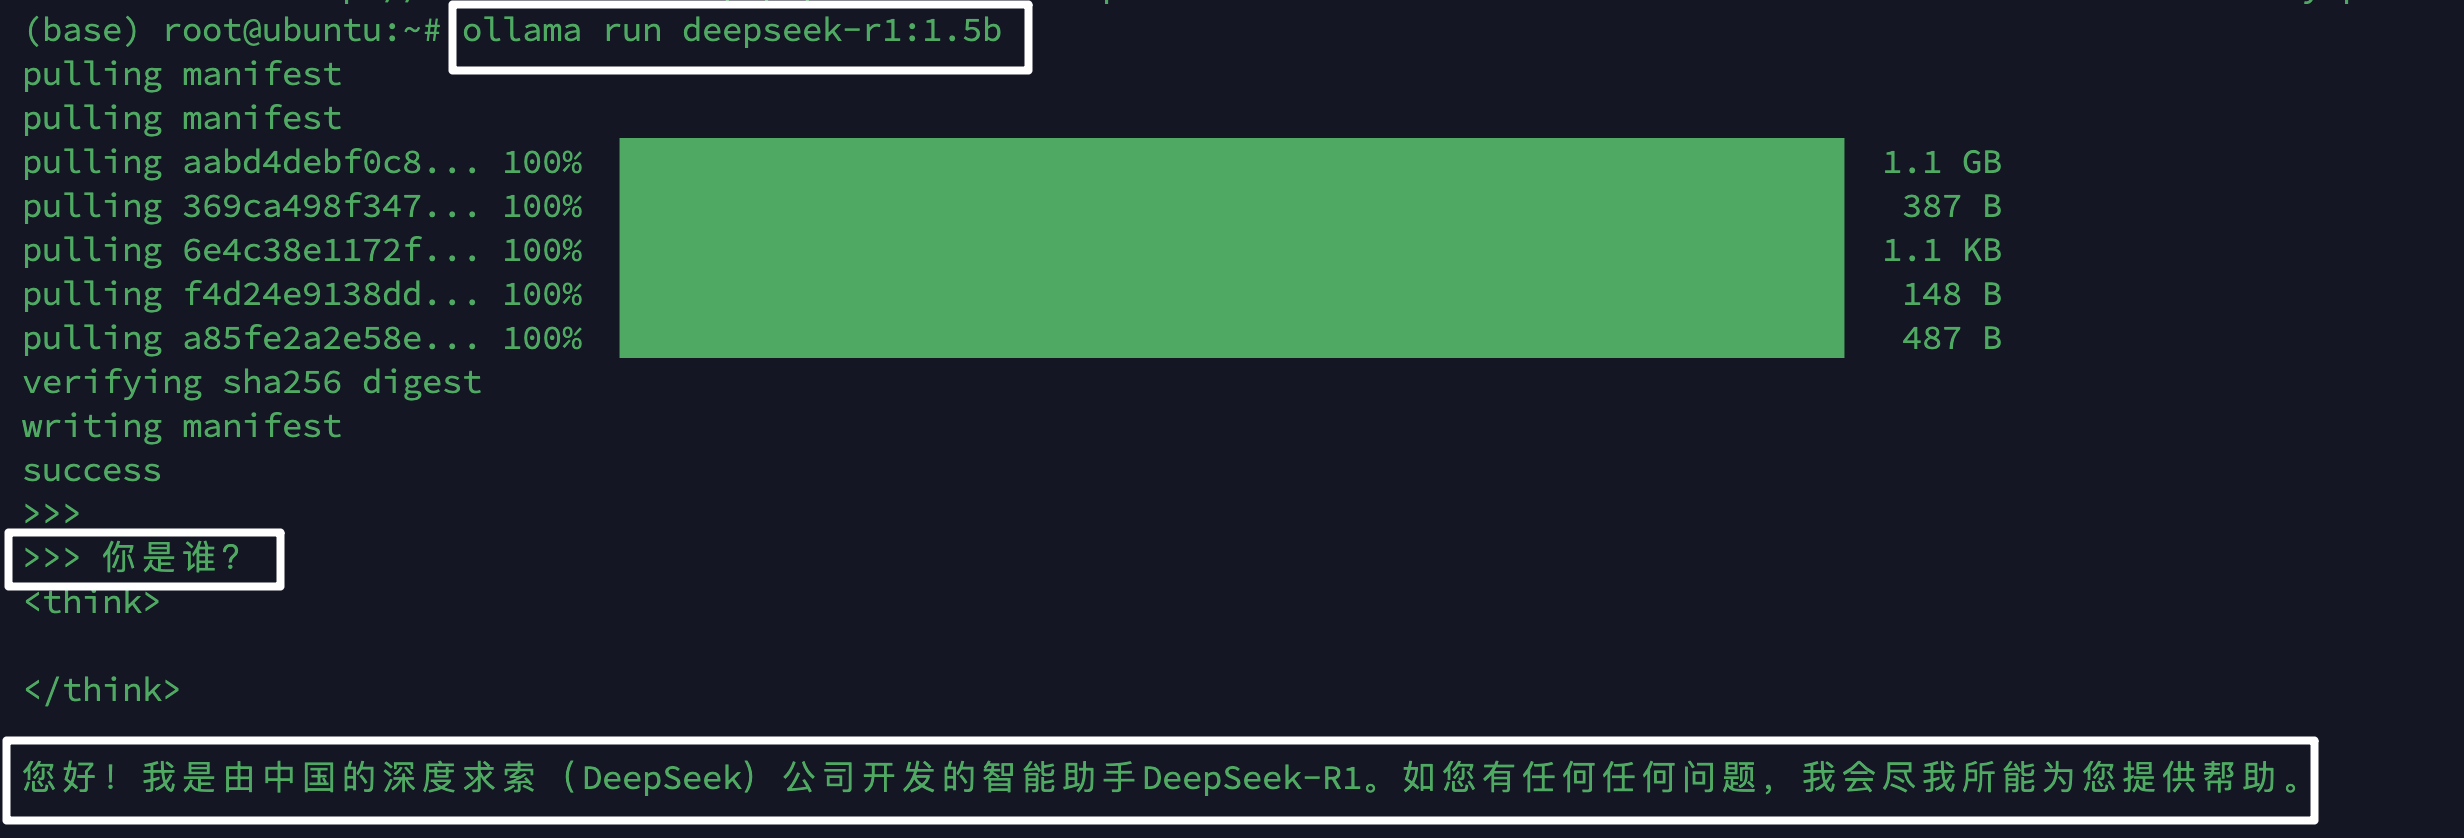 (base) root@ubuntu:~# ollama run deepseek-r1:1.5b
pulling manifest
pulling manifest
pulling aabd4debf0c8... 100% 1.1 GB
pulling 369ca498f347... 100% 387 B
pulling 6e4c38e1172f... 100% 1.1 KB
pulling f4d24e9138dd... 100% 148 B
pulling a85fe2a2e58e... 100% 487 B
verifying sha256 digest
writing manifest
success
>>>
>>> 你是谁?
<think>
</think>
您好！我是由中国的深度求索（DeepSeek）公司开发的智能助手DeepSeek-R1。如您有任何任何问题，我会尽我所能为您提供帮助。